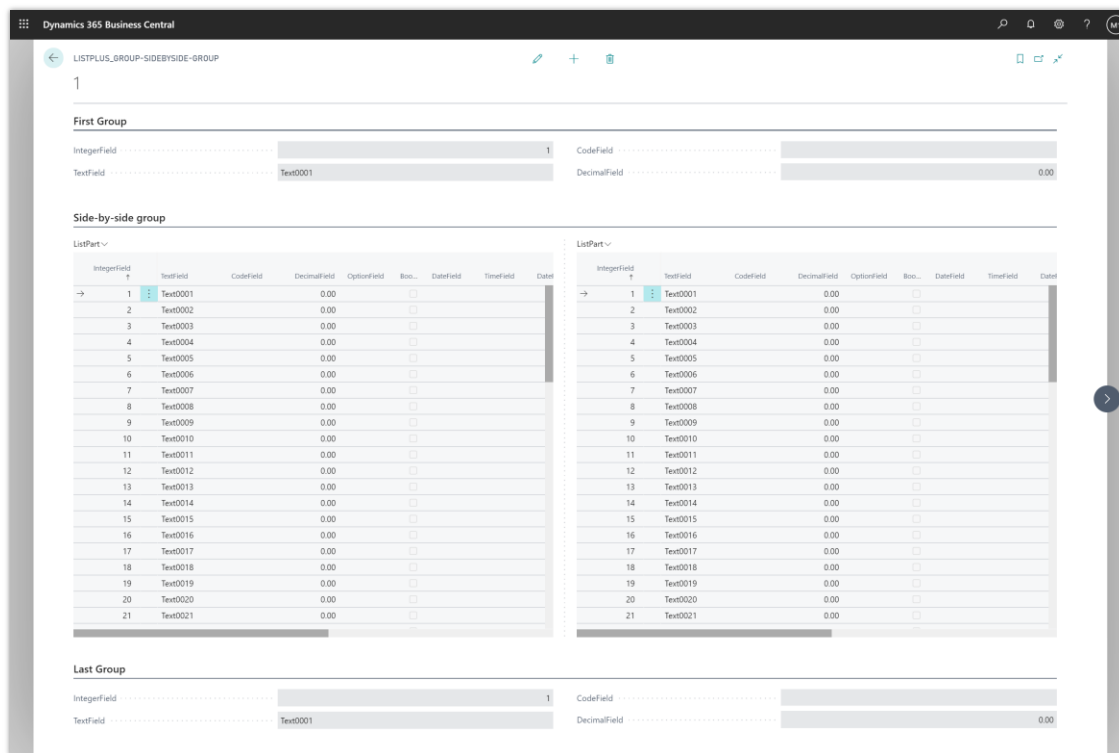 Dynamics 365 Business Central
LISTPLUS_GROUP-SIDEBYSIDE-GROUP
1
First Group
IntegerField 1 CodeField
TextField Text0001 DecimalField 0.00
Side-by-side group
ListPart ListPart
IntegerField TextField CodeField DecimalField OptionField Boo... DateField TimeField DateF IntegerField TextField CodeField DecimalField OptionField Boo... DateField TimeField DateF
1 Text0001 0.00 1 Text0001 0.00
2 Text0002 0.00 2 Text0002 0.00
3 Text0003 0.00 3 Text0003 0.00
4 Text0004 0.00 4 Text0004 0.00
5 Text0005 0.00 5 Text0005 0.00
6 Text0006 0.00 6 Text0006 0.00
7 Text0007 0.00 7 Text0007 0.00
8 Text0008 0.00 8 Text0008 0.00
9 Text0009 0.00 9 Text0009 0.00
10 Text0010 0.00 10 Text0010 0.00
11 Text0011 0.00 11 Text0011 0.00
12 Text0012 0.00 12 Text0012 0.00
13 Text0013 0.00 13 Text0013 0.00
14 Text0014 0.00 14 Text0014 0.00
15 Text0015 0.00 15 Text0015 0.00
16 Text0016 0.00 16 Text0016 0.00
17 Text0017 0.00 17 Text0017 0.00
18 Text0018 0.00 18 Text0018 0.00
19 Text0019 0.00 19 Text0019 0.00
20 Text0020 0.00 20 Text0020 0.00
21 Text0021 0.00 21 Text0021 0.00
Last Group
IntegerField 1 CodeField
TextField Text0001 DecimalField 0.00